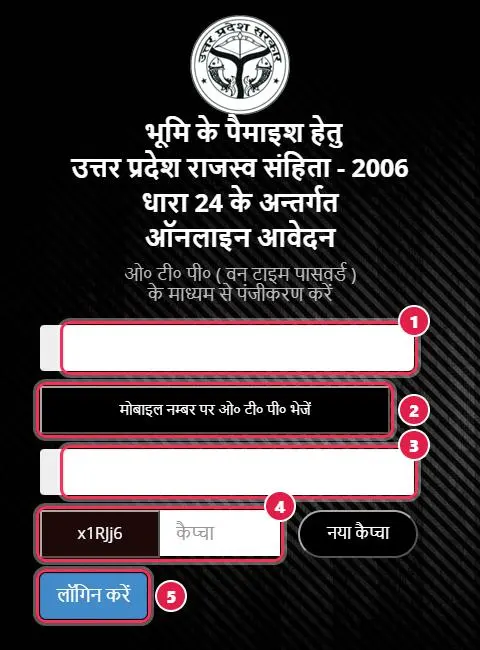 उत्तर प्रदेश सरकार
भूमि के पैमाइश हेतु
उत्तर प्रदेश राजस्व संहिता - 2006
धारा 24 के अन्तर्गत
ऑनलाइन आवेदन
ओ० टी० पी० ( वन टाइम पासवर्ड )
के माध्यम से पंजीकरण करें
1
मोबाइल नम्बर पर ओ० टी० पी० भेजें
2
3
4
x1RJj6
कैप्चा
नया कैप्चा
लॉगिन करें
5